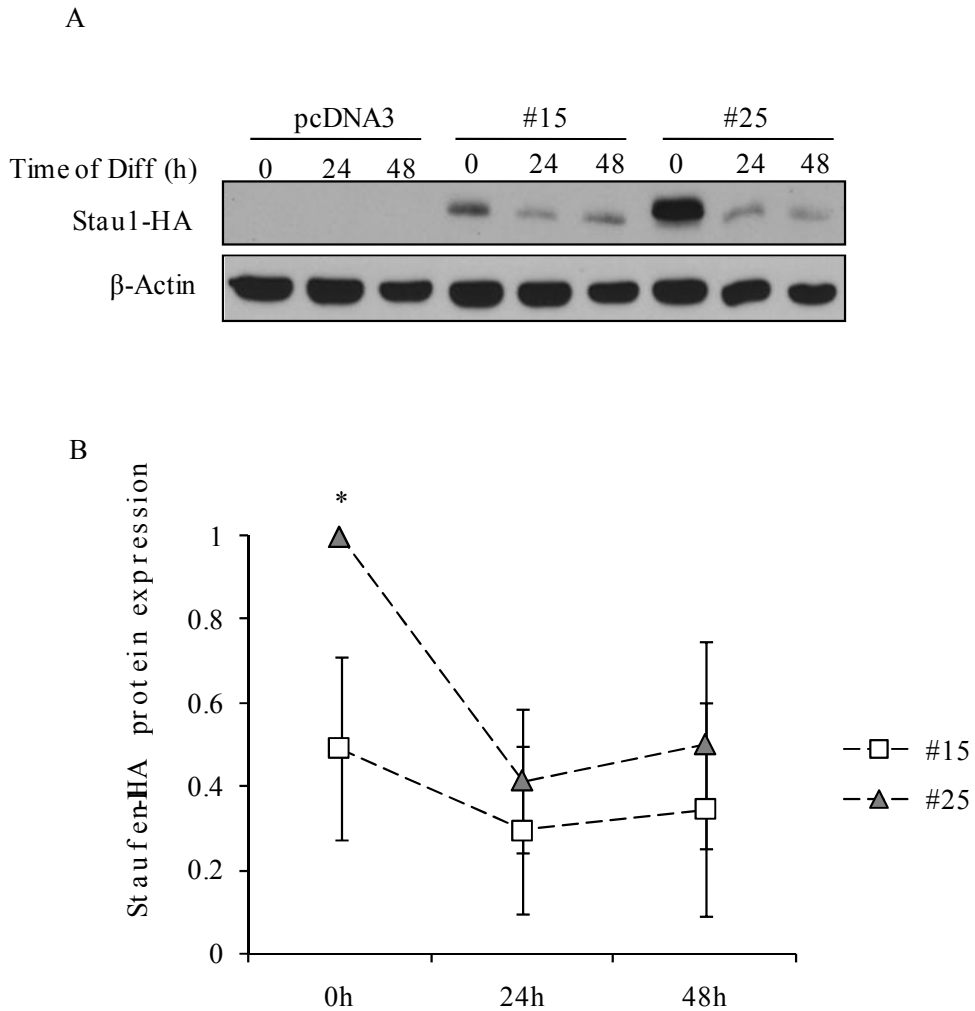 A
pcDNA3 #15 #25
Time of Diff (h) 0 24 48 0 24 48 0 24 48
Stau1-HA
β-Actin
B
Staufen-HA protein expression
*
1
0.8
0.6
0.4
0.2
0
0h 24h 48h
#15
#25